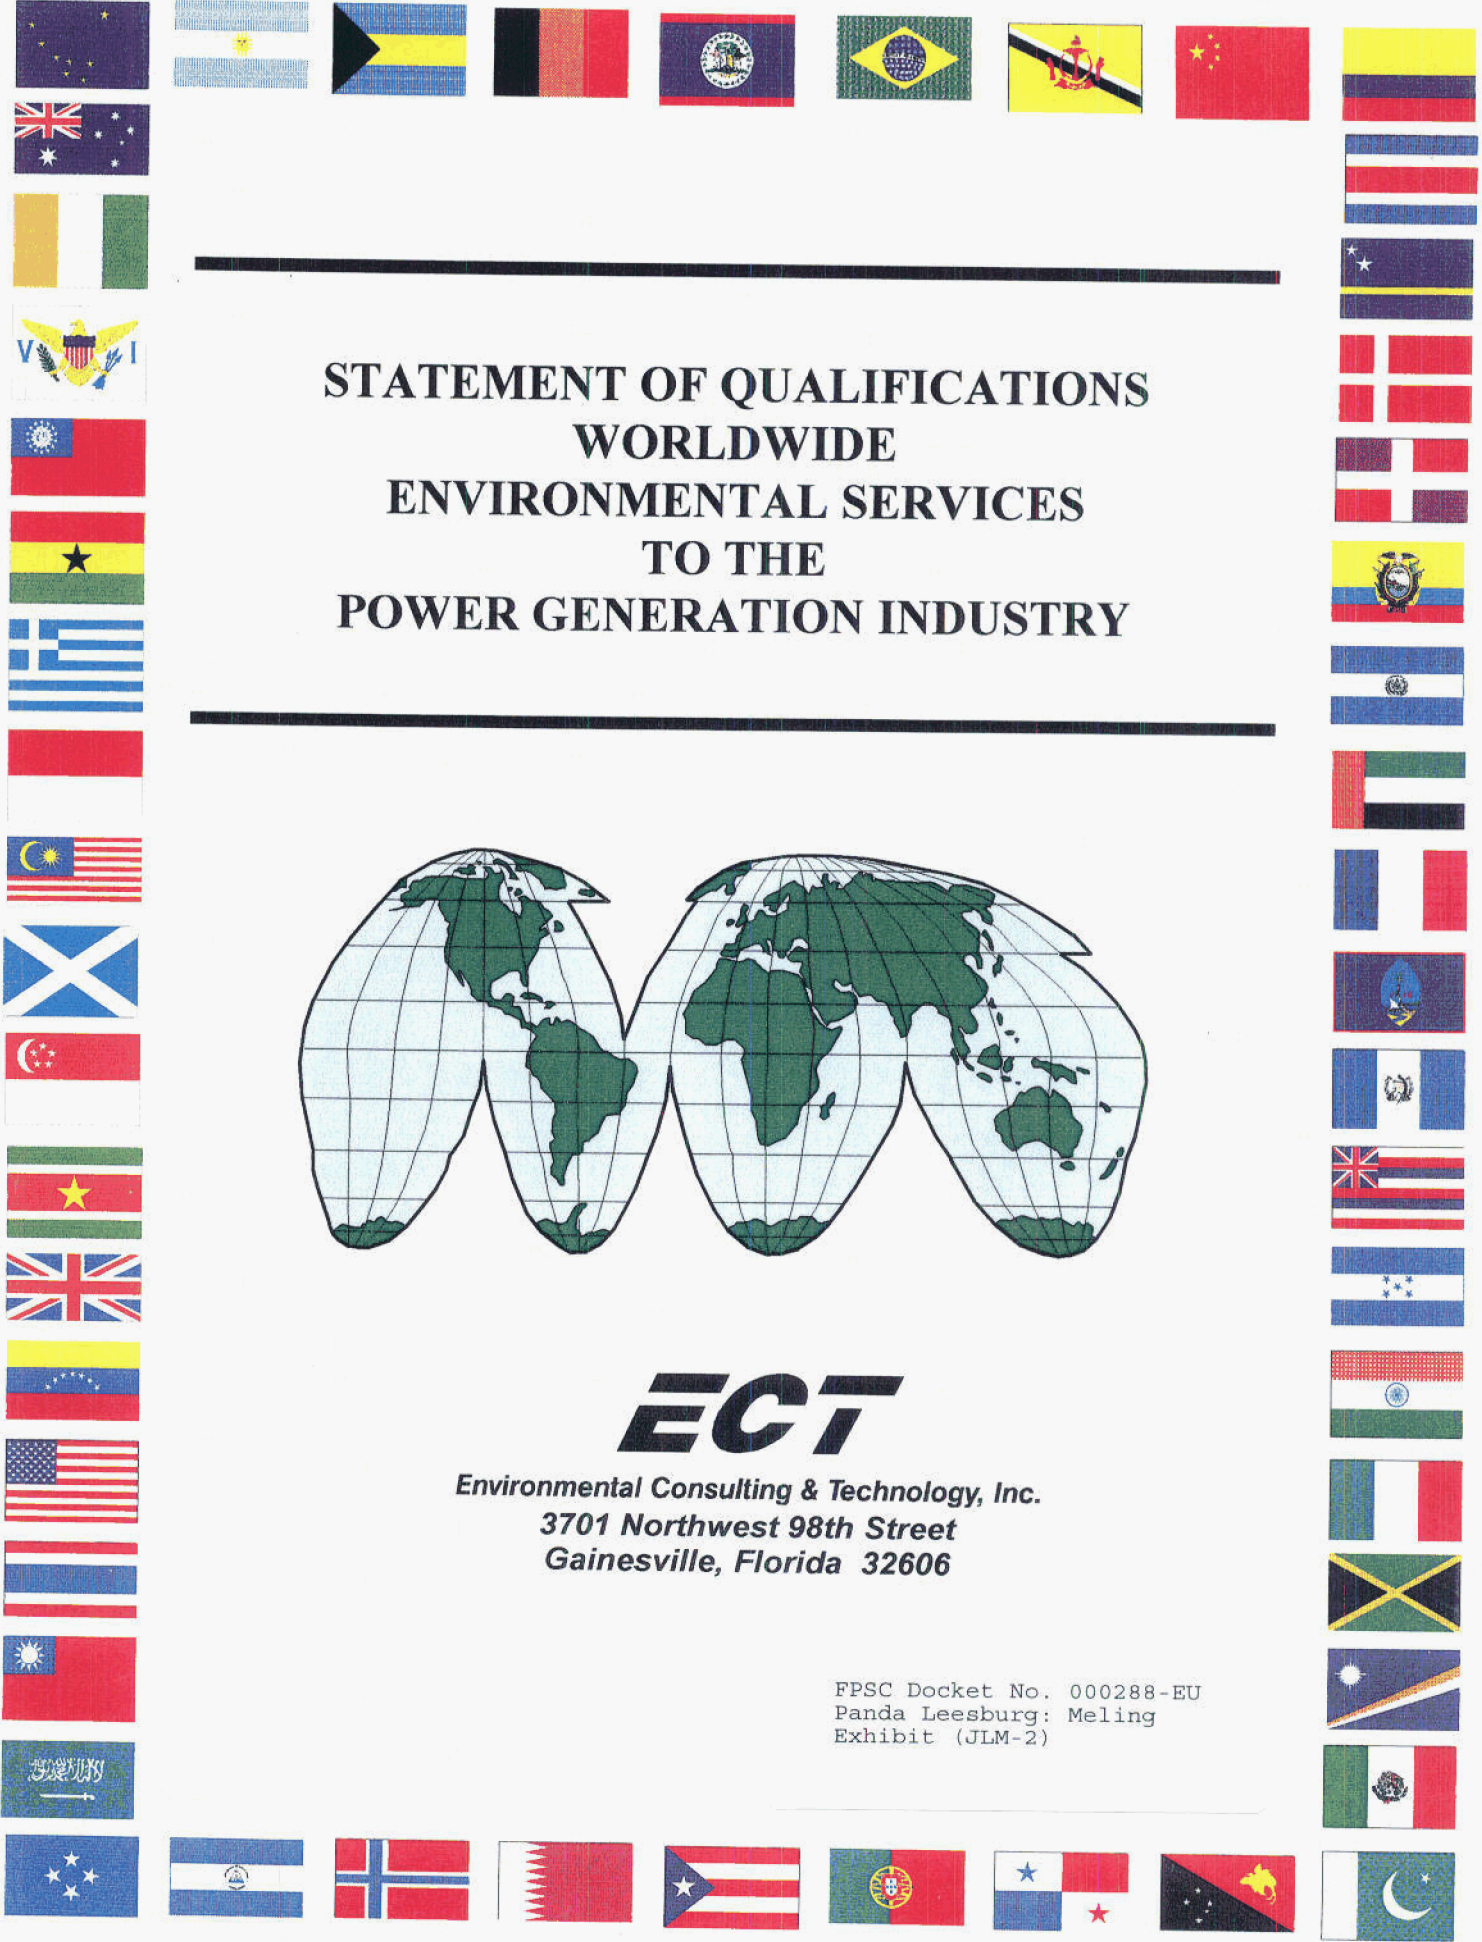 STATEMENT OF QUALIFICATIONS
WORLDWIDE
ENVIRONMENTAL SERVICES
TO THE
POWER GENERATION INDUSTRY
V I
ECT
Environmental Consulting & Technology, Inc.
3701 Northwest 98th Street
Gainesville, Florida 32606
FPSC Docket No. 000288-EU
Panda Leesburg: Meling
Exhibit (JLM-2)